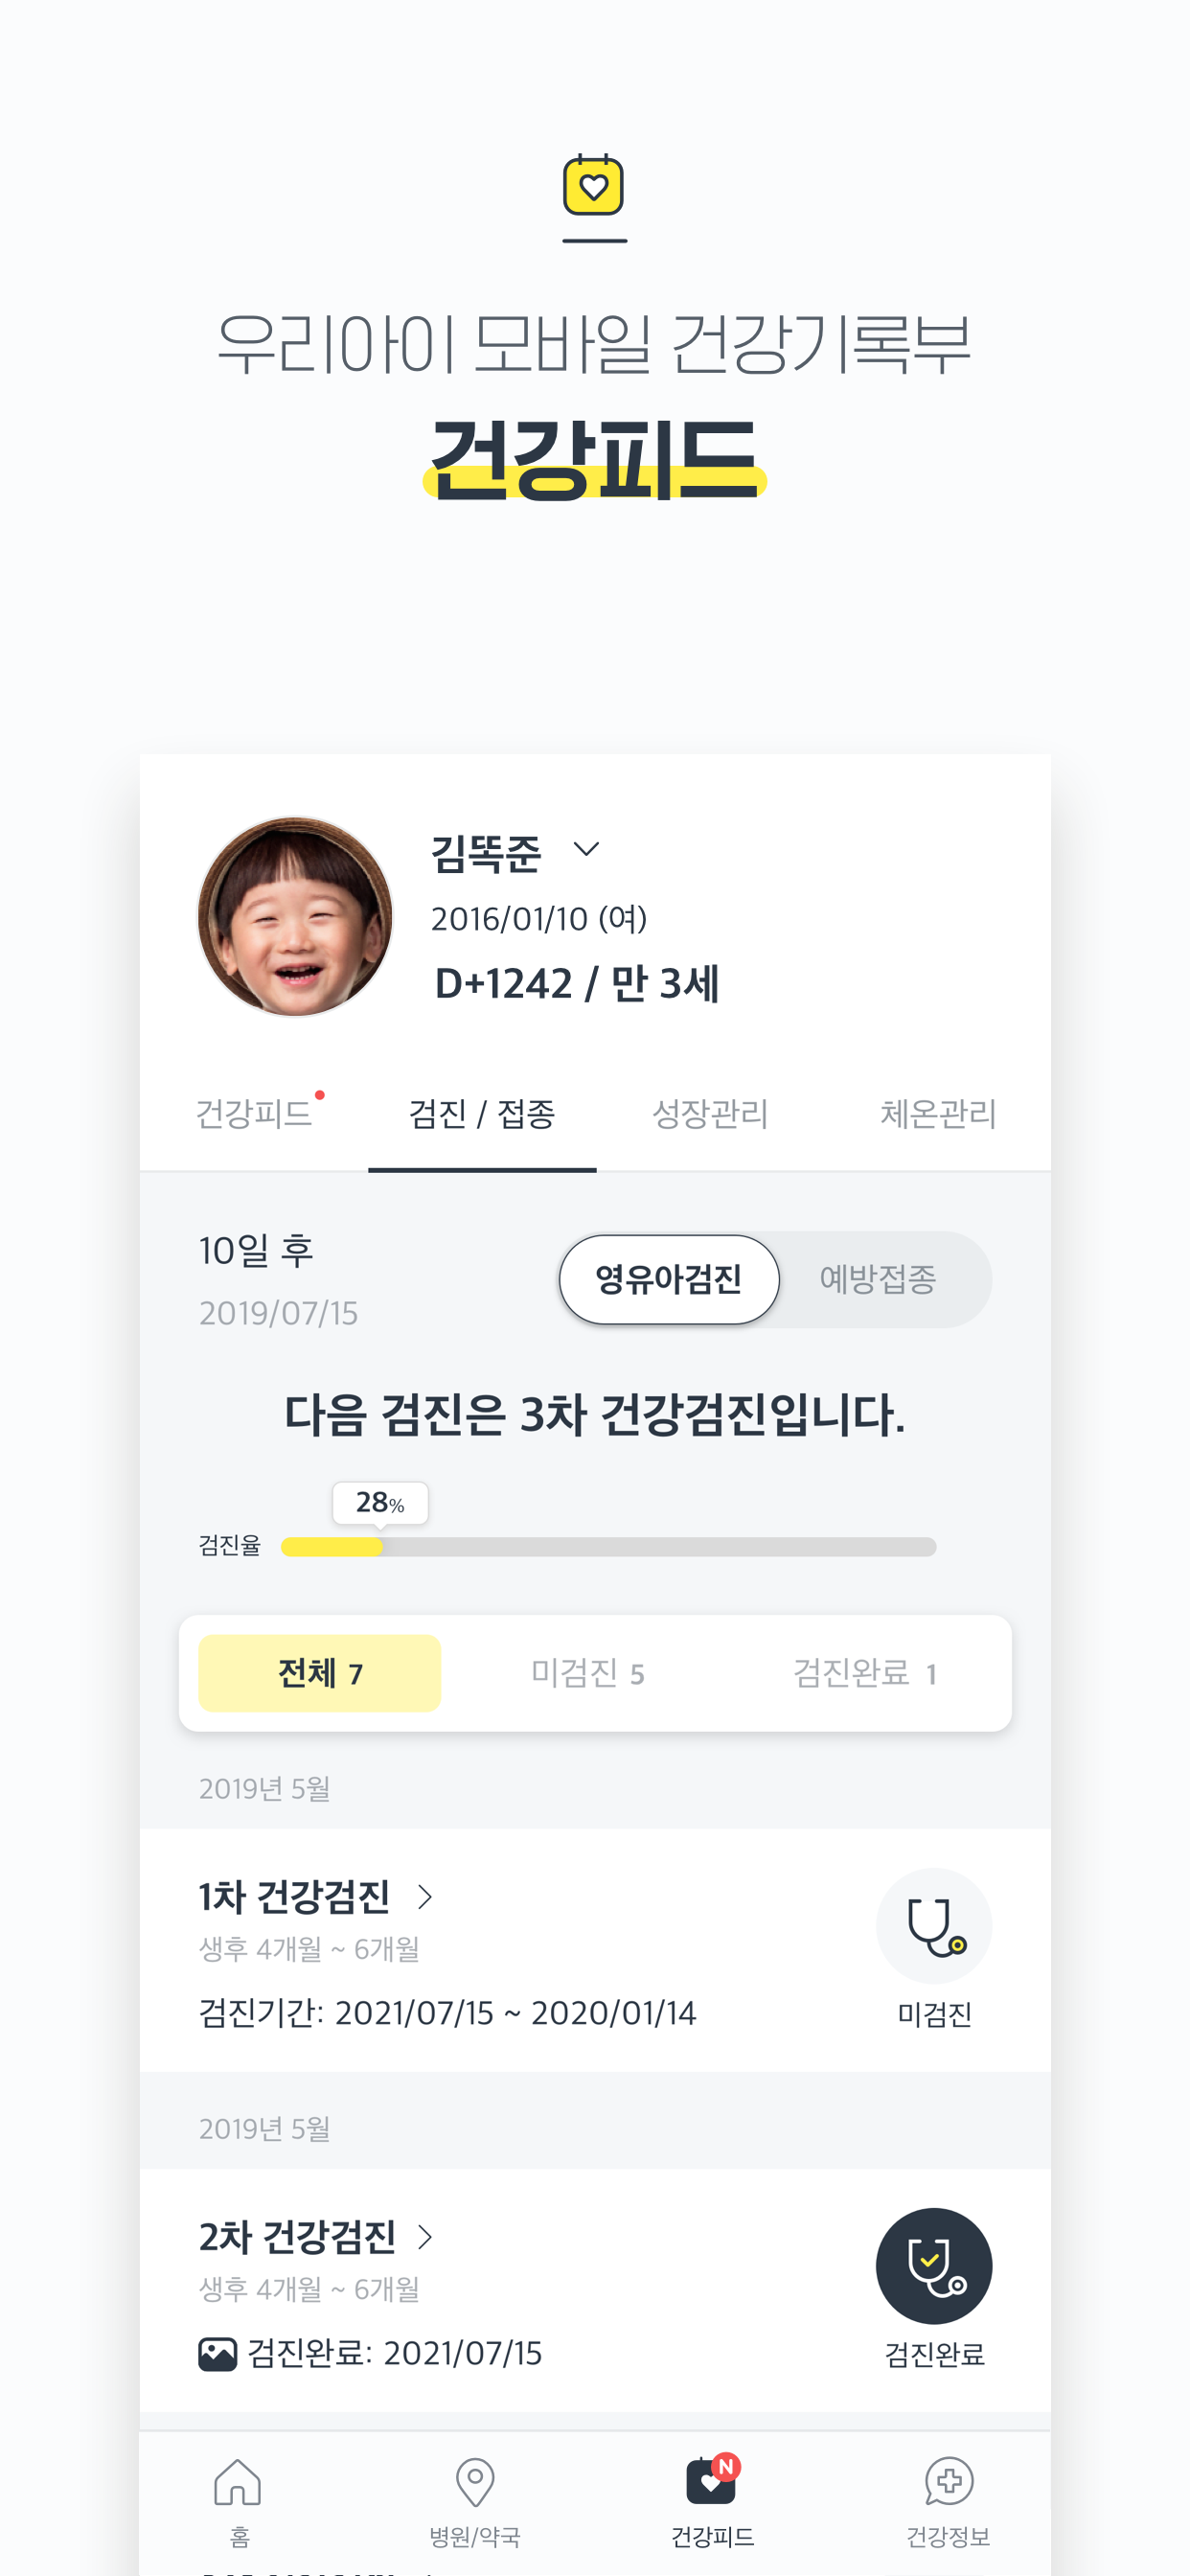 우리아이 모바일 건강기록부
건강피드
김똑준
2016/01/10 (여)
D+1242 / 만 3세
건강피드 검진 / 접종 성장관리 체온관리
10일 후
2019/07/15
영유아검진 예방접종
다음 검진은 3차 건강검진입니다.
28%
검진율
전체 7 미검진 5 검진완료 1
2019년 5월
1차 건강검진
생후 4개월 ~ 6개월
검진기간: 2021/07/15 ~ 2020/01/14
미검진
2019년 5월
2차 건강검진
생후 4개월 ~ 6개월
검진완료: 2021/07/15
검진완료
N
홈 병원/약국 건강피드 건강정보